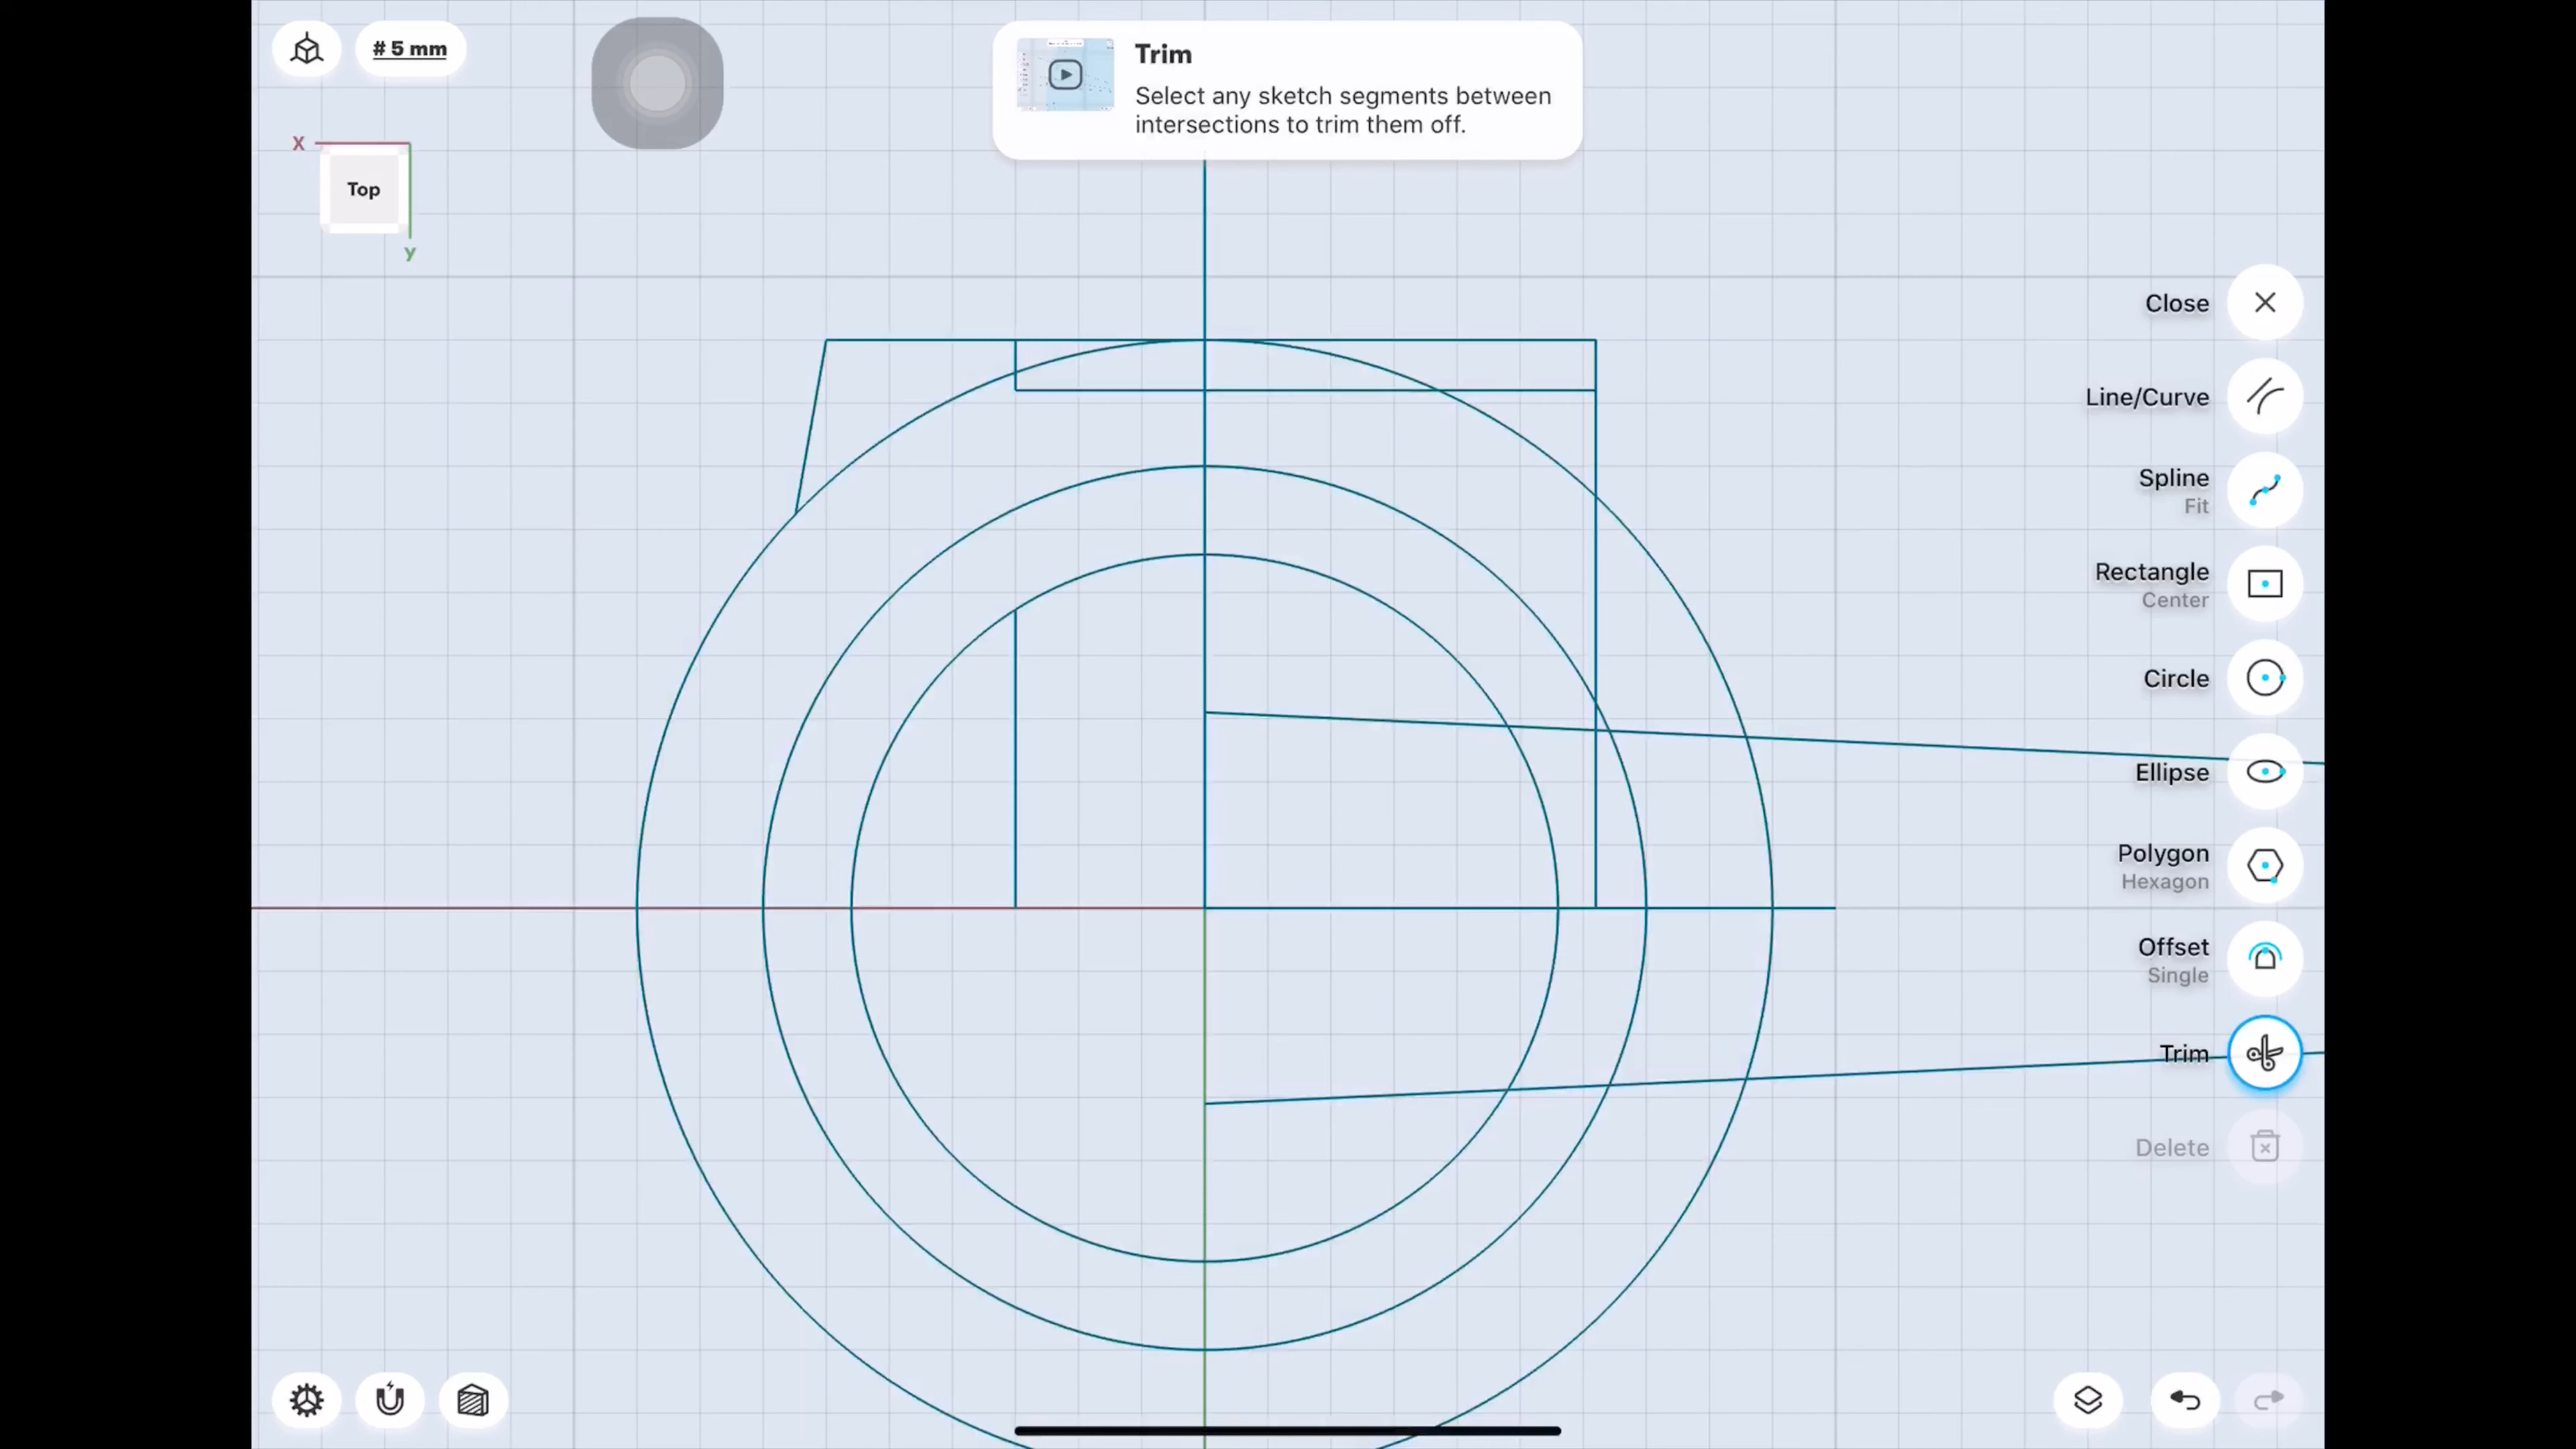 # 5 mm
Trim
Select any sketch segments between
intersections to trim them off.
X
Top
y
Close
Line/Curve
Spline
Fit
Rectangle
Center
Circle
Ellipse
Polygon
Hexagon
Offset
Single
Trim
Delete